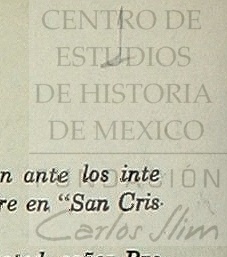 CENTRO DE
ESTUDIOS
DE HISTORIA
DE MEXICO
n ante los inte
FUNDACIÓN
re en “San Cris-
Carlos Slim